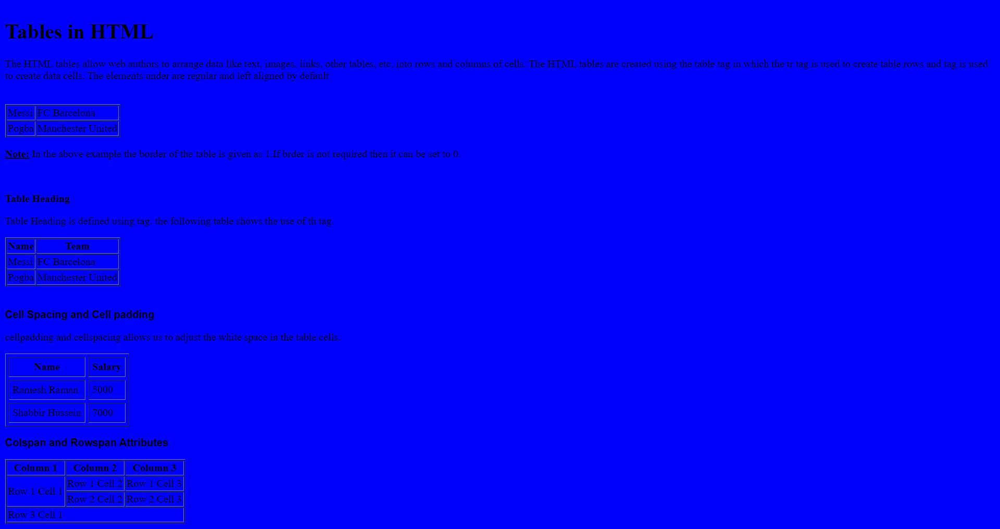 Tables in HTML
The HTML tables allow web authors to arrange data like text, images, links, other tables, etc. into rows and columns of cells. The HTML tables are created using the table tag in which the tr tag is used to create table rows and tag is used
to create data cells. The elements under are regular and left aligned by default
Messi FC Barcelona
Pogba Manchester United
Note: In the above example the border of the table is given as 1.If brder is not required then it can be set to 0.
Table Heading
Table Heading is defined using tag. the following table shows the use of th tag.
Name Team
Messi FC Barcelona
Pogba Manchester United
Cell Spacing and Cell padding
cellpadding and cellspacing allows us to adjust the white space in the table cells.
Name Salary
Ramesh Raman 5000
Shabbir Hussein 7000
Colspan and Rowspan Attributes
Column 1 Column 2 Column 3
Row 1 Cell 1 Row 1 Cell 2 Row 1 Cell 3
Row 2 Cell 2 Row 2 Cell 3
Row 3 Cell 1